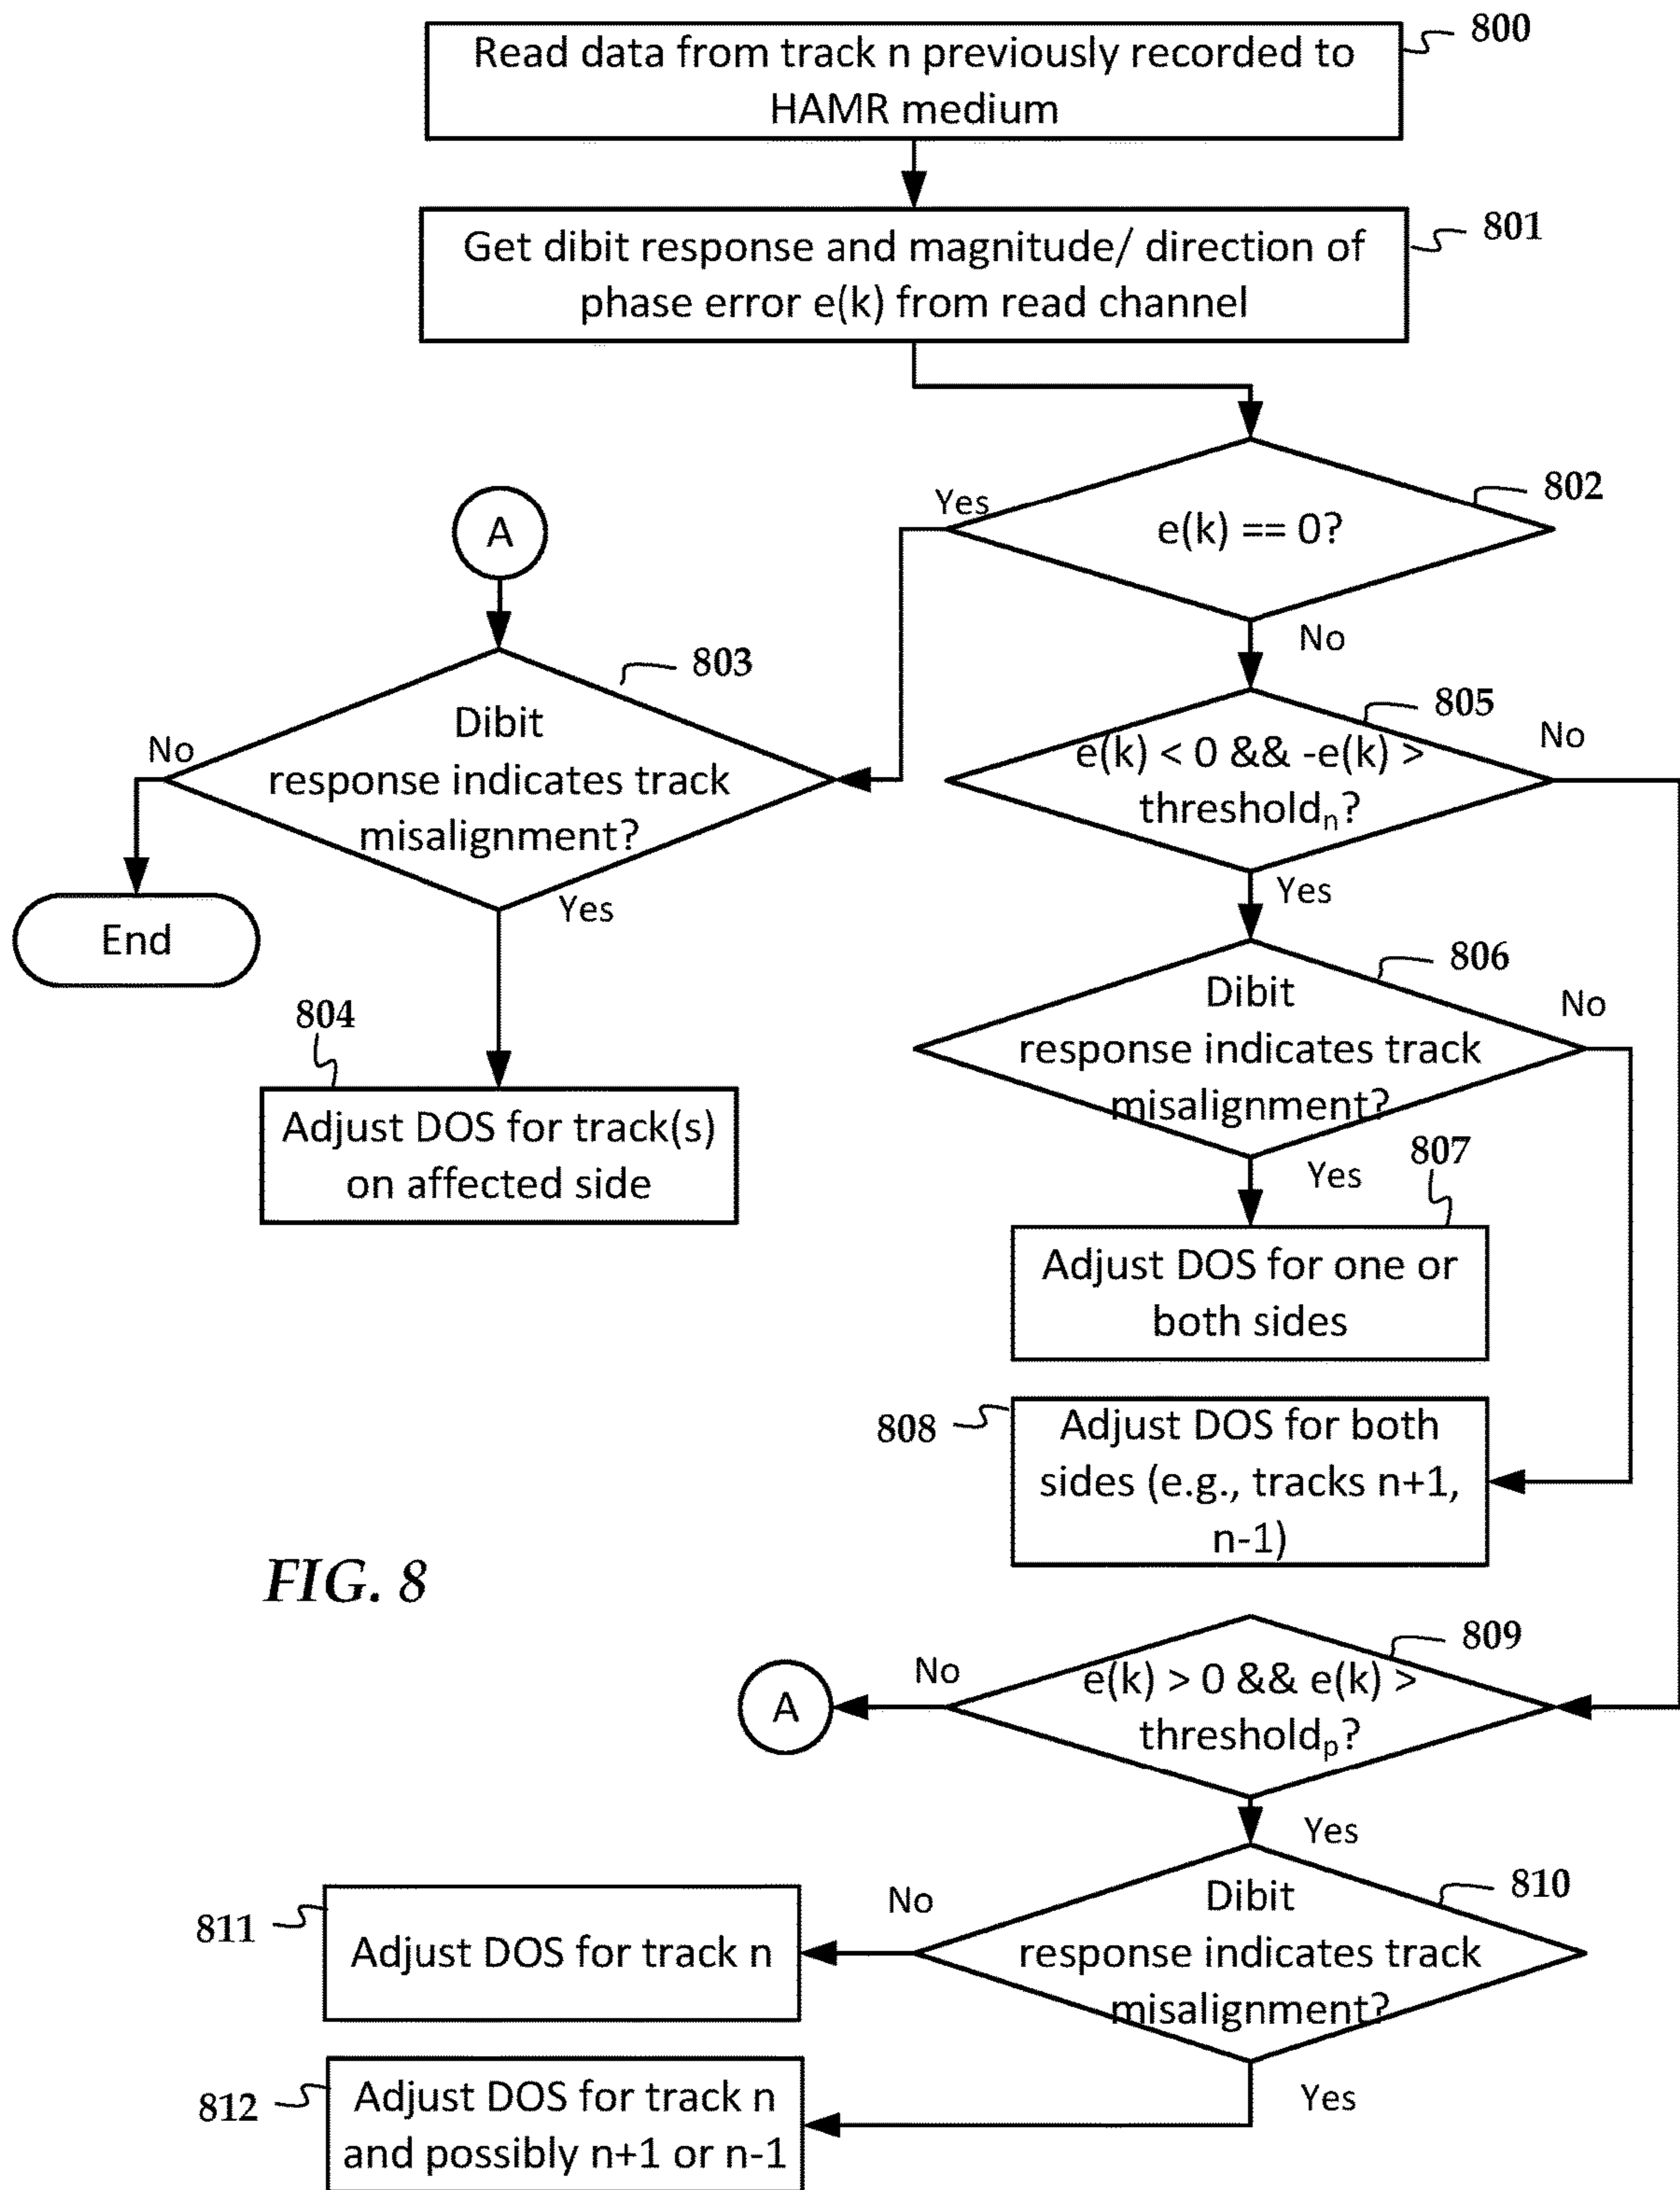 800
Read data from track n previously recorded to
HAMR medium
801
Get dibit response and magnitude/ direction of
phase error e(k) from read channel
802
Yes
e(k) == 0?
No
A
803
Dibit
response indicates track
misalignment?
No
Yes
End
804
Adjust DOS for track(s)
on affected side
805
e(k) < 0 && -e(k) >
thresholdₙ?
No
Yes
806
Dibit
response indicates track
misalignment?
No
Yes
807
Adjust DOS for one or
both sides
808
Adjust DOS for both
sides (e.g., tracks n+1,
n-1)
FIG. 8
809
e(k) > 0 && e(k) >
thresholdₚ?
No
A
Yes
810
Dibit
response indicates track
misalignment?
No
Yes
811
Adjust DOS for track n
812
Adjust DOS for track n
and possibly n+1 or n-1